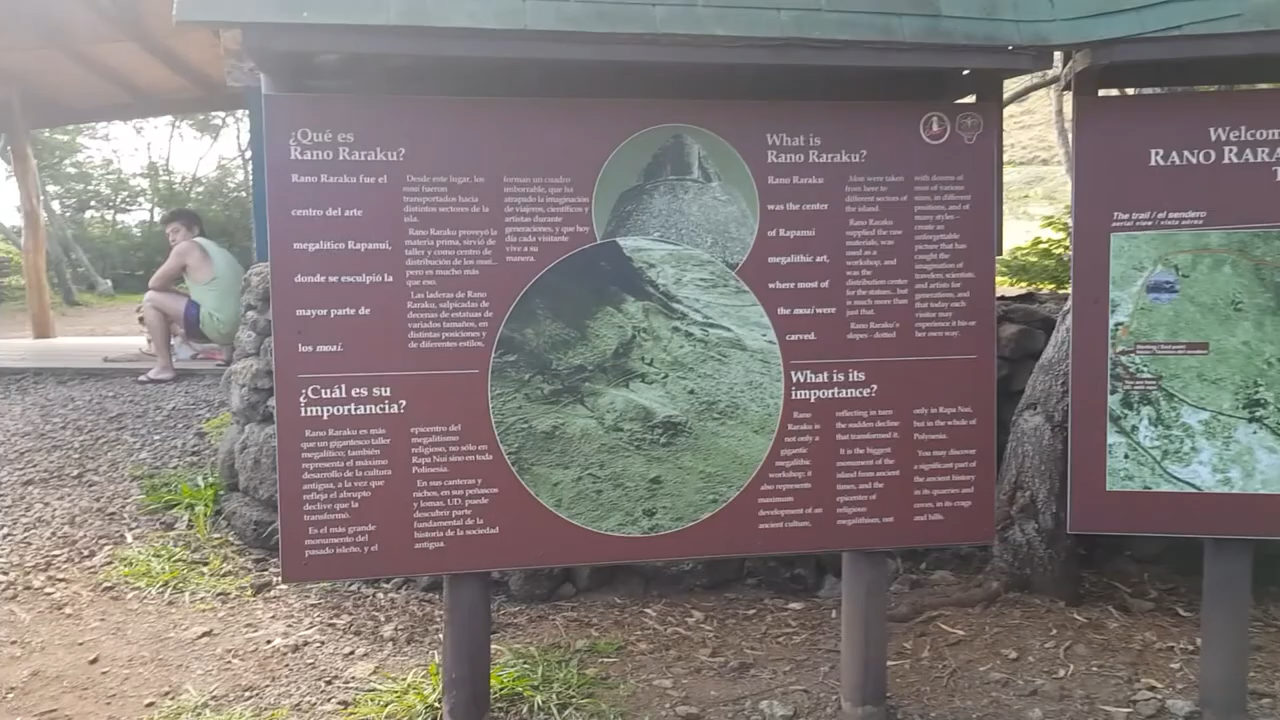 ¿Qué es
Rano Raraku?
Rano Raraku fue el
centro del arte
megalítico Rapanui,
donde se esculpió la
mayor parte de
los moai.
Desde este lugar, los
moai fueron
transportados hacia
distintos sectores de la
isla.
Rano Raraku proveyó la
materia prima, sirvió de
taller y como centro de
distribución de los moai...
pero es mucho más
que eso.
Las laderas de Rano
Raraku, salpicadas de
decenas de estatuas de
variados tamaños, en
distintas posiciones y
de diferentes estilos,
forman un cuadro
imborrable, que ha
atrapado la imaginación
de viajeros, científicos y
artistas durante
generaciones, y que hoy
día cada visitante
vive a su
manera.
¿Cuál es su
importancia?
Rano Raraku es más
que un gigantesco taller
megalítico; también
representa el máximo
desarrollo de la cultura
antigua, a la vez que
refleja el abrupto
declive que la
transformó.
Es el más grande
monumento del
pasado isleño, y el
epicentro del
megalitismo
religioso, no sólo en
Rapa Nui sino en toda
Polinesia.
En sus canteras y
nichos, en sus peñascos
y lomas, UD. puede
descubrir parte
fundamental de la
historia de la sociedad
antigua.
What is
Rano Raraku?
Rano Raraku
was the center
of Rapanui
megalithic art,
where most of
the moai were
carved.
Moai were taken
from here to
different sectors of
the island.
Rano Raraku
supplied the raw
materials, was
used as a
workshop, and
was the
distribution center
for the statues... but
is much more than
just that.
Rano Raraku's
slopes - dotted
with dozens of
moai of various
sizes, in different
positions, and of
many styles -
create an
unforgettable
picture that has
caught the
imagination of
travelers, scientists,
and artists for
generations, and
that today each
visitor may
experience it his or
her own way.
What is its
importance?
Rano
Raraku is
not only a
gigantic
megalithic
workshop; it
also represents
maximum
development of an
ancient culture,
reflecting in turn
the sudden decline
that transformed it.
It is the biggest
monument of the
island from ancient
times, and the
epicenter of
religious
megalithism, not
only in Rapa Nui,
but in the whole of
Polynesia.
You may discover
a significant part of
the ancient history
in its quarries and
coves, in its crags
and hills.
Welcom
RANO RARA
T
The trail / el sendero
aerial view / vista aérea